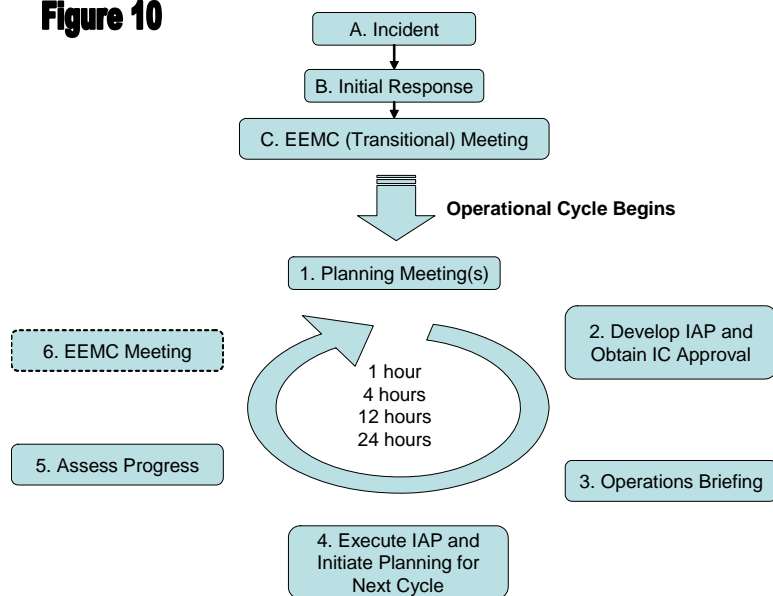 Figure 10
A. Incident
B. Initial Response
C. EEMC (Transitional) Meeting
Operational Cycle Begins
1. Planning Meeting(s)
2. Develop IAP and
Obtain IC Approval
3. Operations Briefing
4. Execute IAP and
Initiate Planning for
Next Cycle
5. Assess Progress
6. EEMC Meeting
1 hour
4 hours
12 hours
24 hours